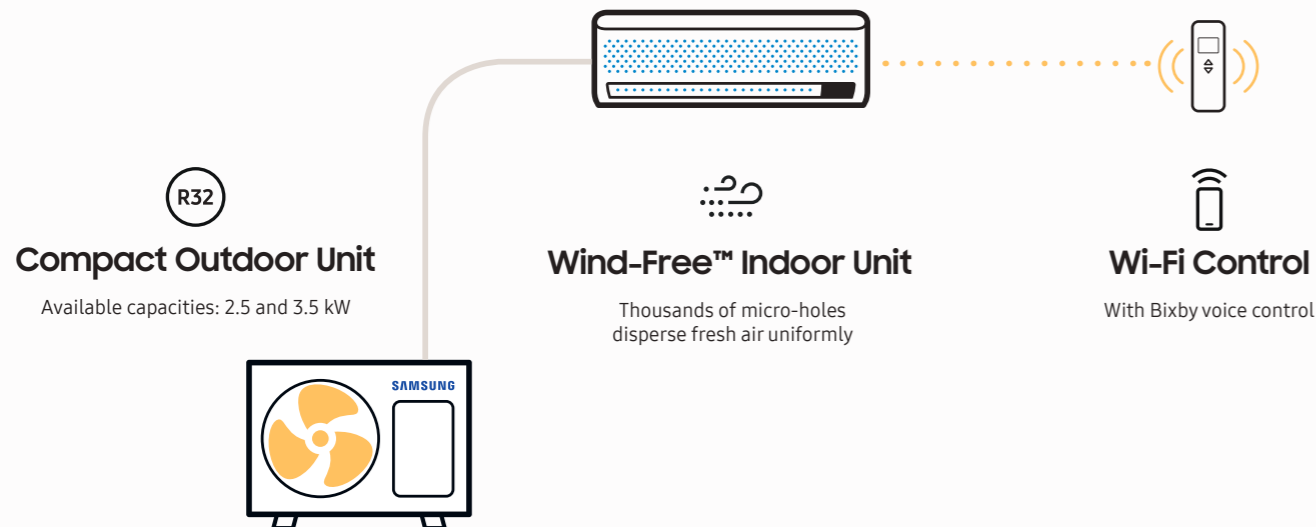 R32
Compact Outdoor Unit
Available capacities: 2.5 and 3.5 kW
Wind-Free™ Indoor Unit
Thousands of micro-holes
disperse fresh air uniformly
Wi-Fi Control
With Bixby voice control
SAMSUNG